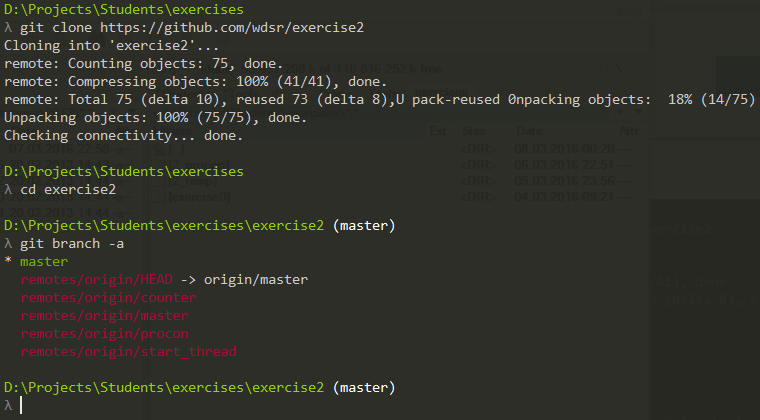 D:\Projects\Students\exercises
λ git clone https://github.com/wdsr/exercise2
Cloning into 'exercise2'...
remote: Counting objects: 75, done.
remote: Compressing objects: 100% (41/41), done.
remote: Total 75 (delta 10), reused 73 (delta 8),U pack-reused 0npacking objects:  18% (14/75)
Unpacking objects: 100% (75/75), done.
Checking connectivity... done.
D:\Projects\Students\exercises
λ cd exercise2
D:\Projects\Students\exercises\exercise2 (master)
λ git branch -a
* master
remotes/origin/HEAD -> origin/master
remotes/origin/counter
remotes/origin/master
remotes/origin/procon
remotes/origin/start_thread
D:\Projects\Students\exercises\exercise2 (master)
λ